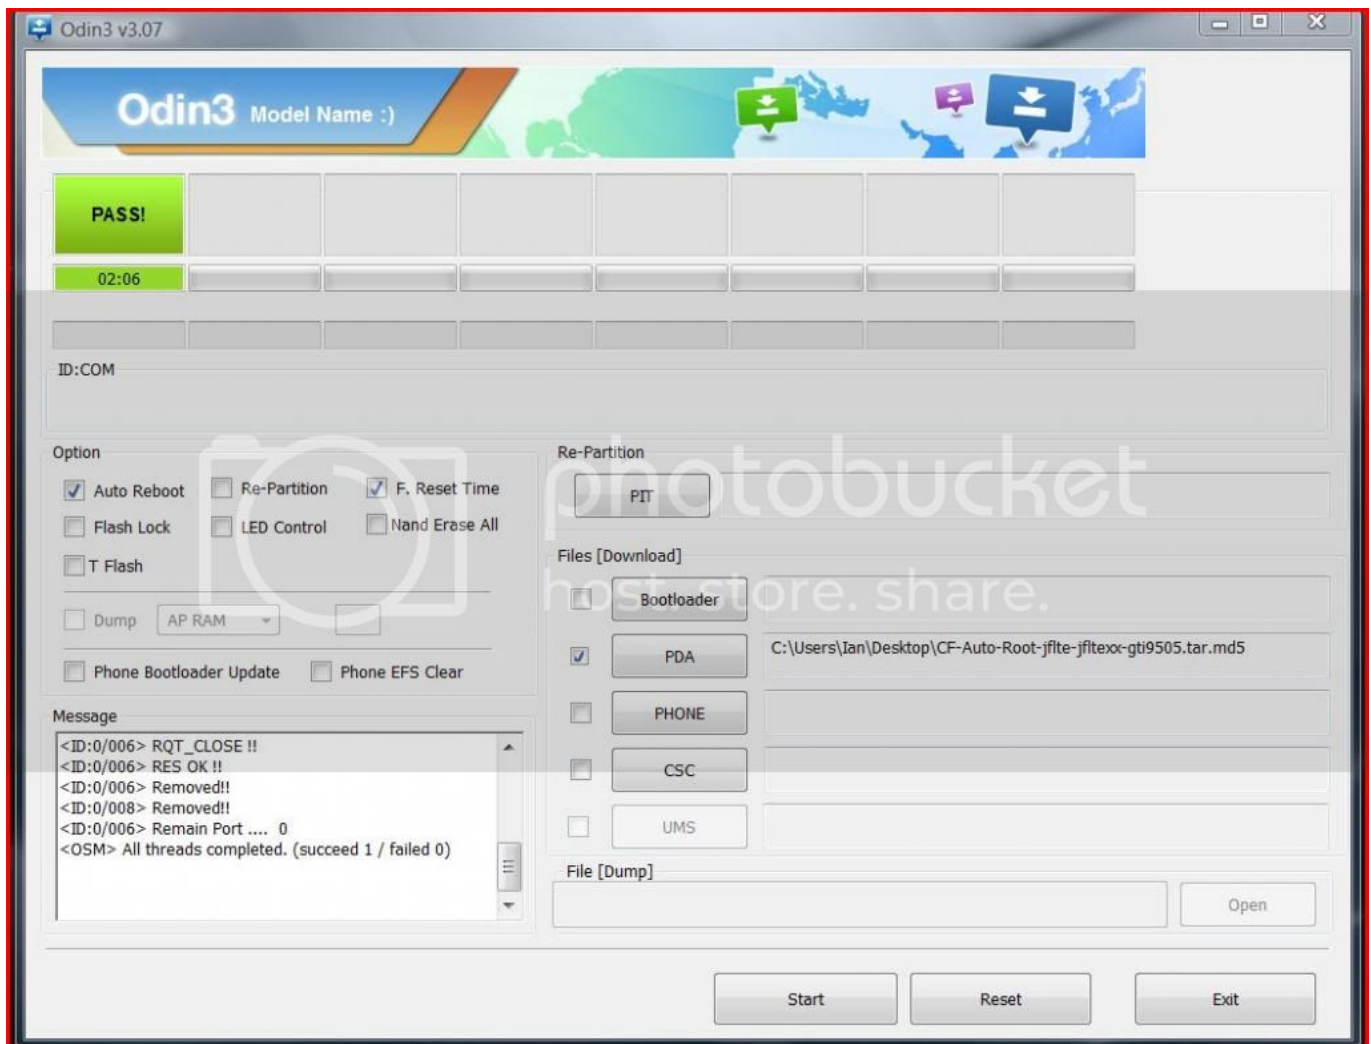 Odin3 v3.07
Odin3 Model Name :)
PASS!
02:06
ID:COM
Option
Auto Reboot
Re-Partition
F. Reset Time
Flash Lock
LED Control
Nand Erase All
T Flash
Dump
AP RAM
Phone Bootloader Update
Phone EFS Clear
Message
<ID:0/006> RQT_CLOSE !!
<ID:0/006> RES OK !!
<ID:0/006> Removed!!
<ID:0/008> Removed!!
<ID:0/006> Remain Port .... 0
<OSM> All threads completed. (succeed 1 / failed 0)
Re-Partition
PIT
Files [Download]
Bootloader
PDA
C:\Users\Ian\Desktop\CF-Auto-Root-jflte-jfltexx-gti9505.tar.md5
PHONE
CSC
UMS
File [Dump]
Open
Start
Reset
Exit
photobucket
host. store. share.